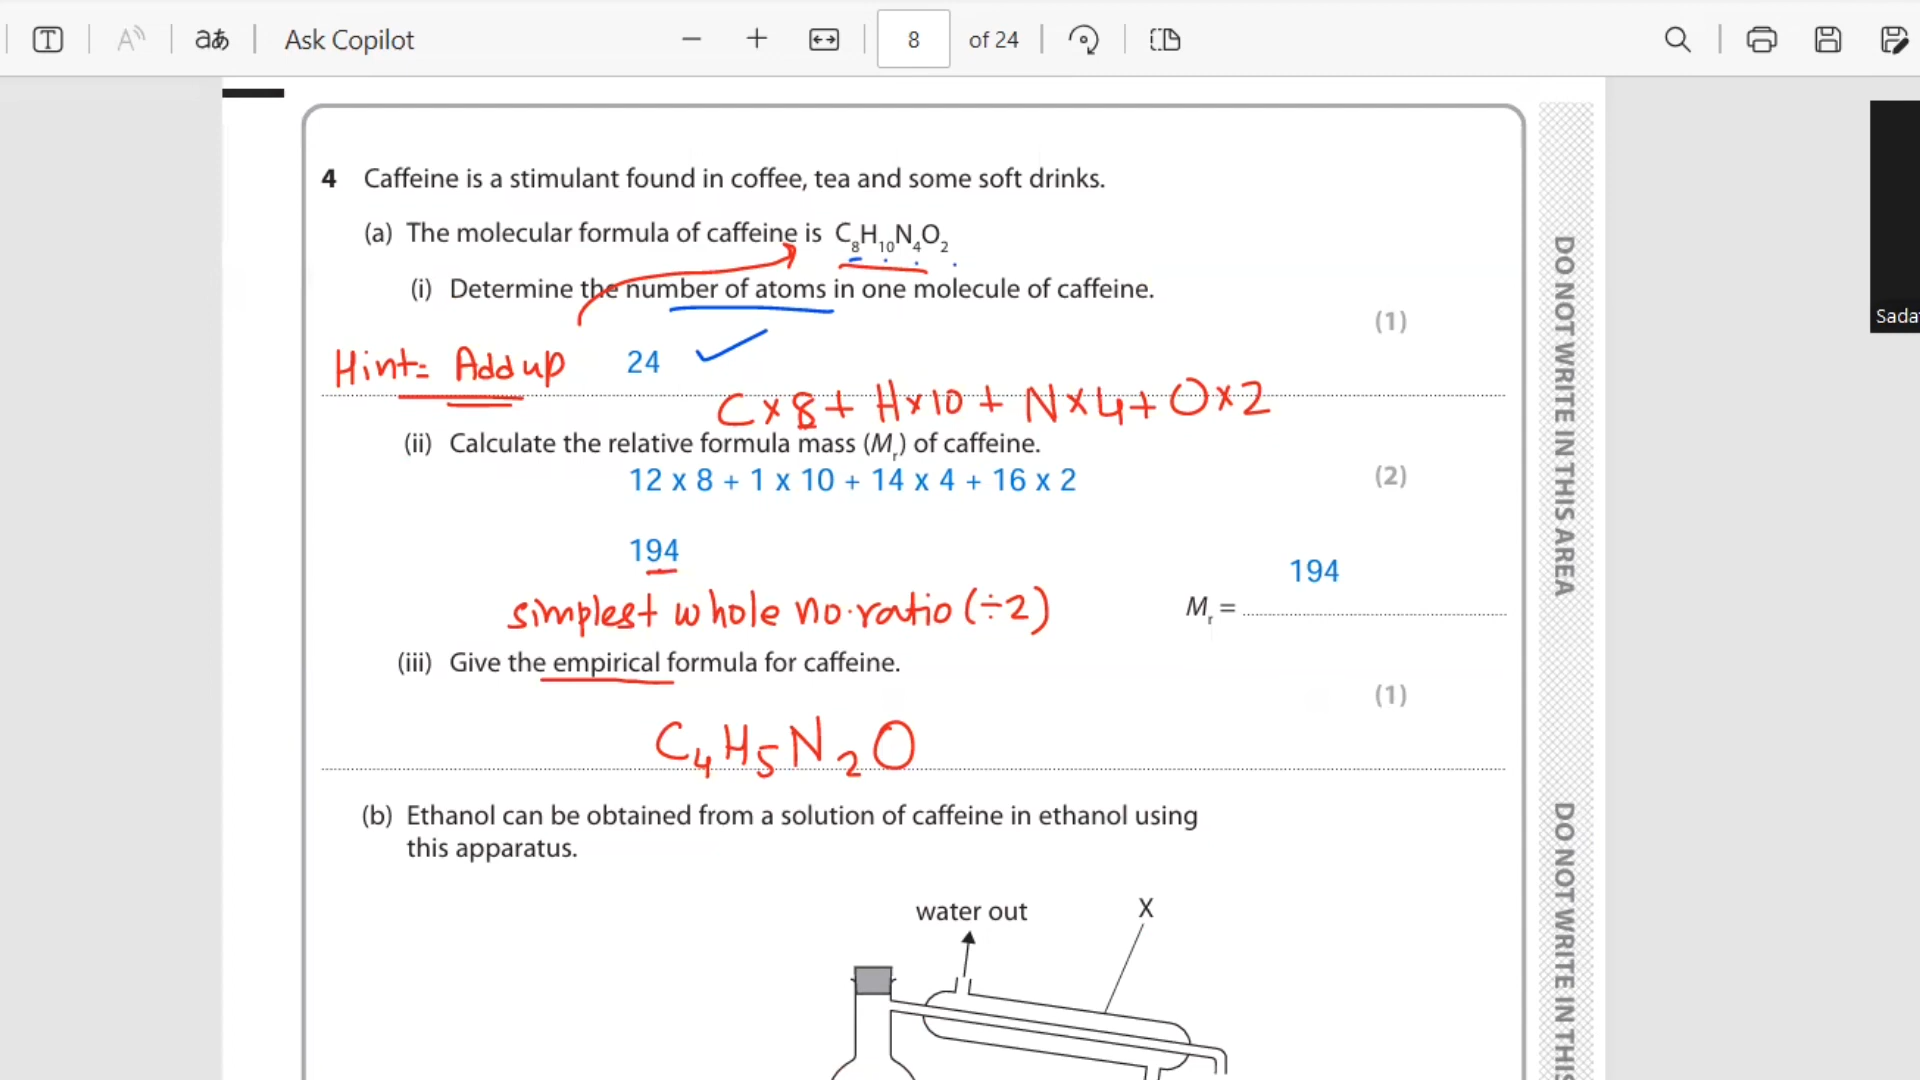 Ask Copilot
8 of 24
4 Caffeine is a stimulant found in coffee, tea and some soft drinks.
(a) The molecular formula of caffeine is C₈H₁₀N₄O₂
(i) Determine the number of atoms in one molecule of caffeine.
(1)
Hint= Add up 24
C×8+ H×10 + N×4+ O×2
(ii) Calculate the relative formula mass (Mᵣ) of caffeine.
12 x 8 + 1 x 10 + 14 x 4 + 16 x 2
(2)
194
194
simplest whole no.ratio (÷2)
Mᵣ =
(iii) Give the empirical formula for caffeine.
(1)
C₄H₅N₂O
(b) Ethanol can be obtained from a solution of caffeine in ethanol using
this apparatus.
water out
X
DO NOT WRITE IN THIS AREA
DO NOT WRITE IN THIS